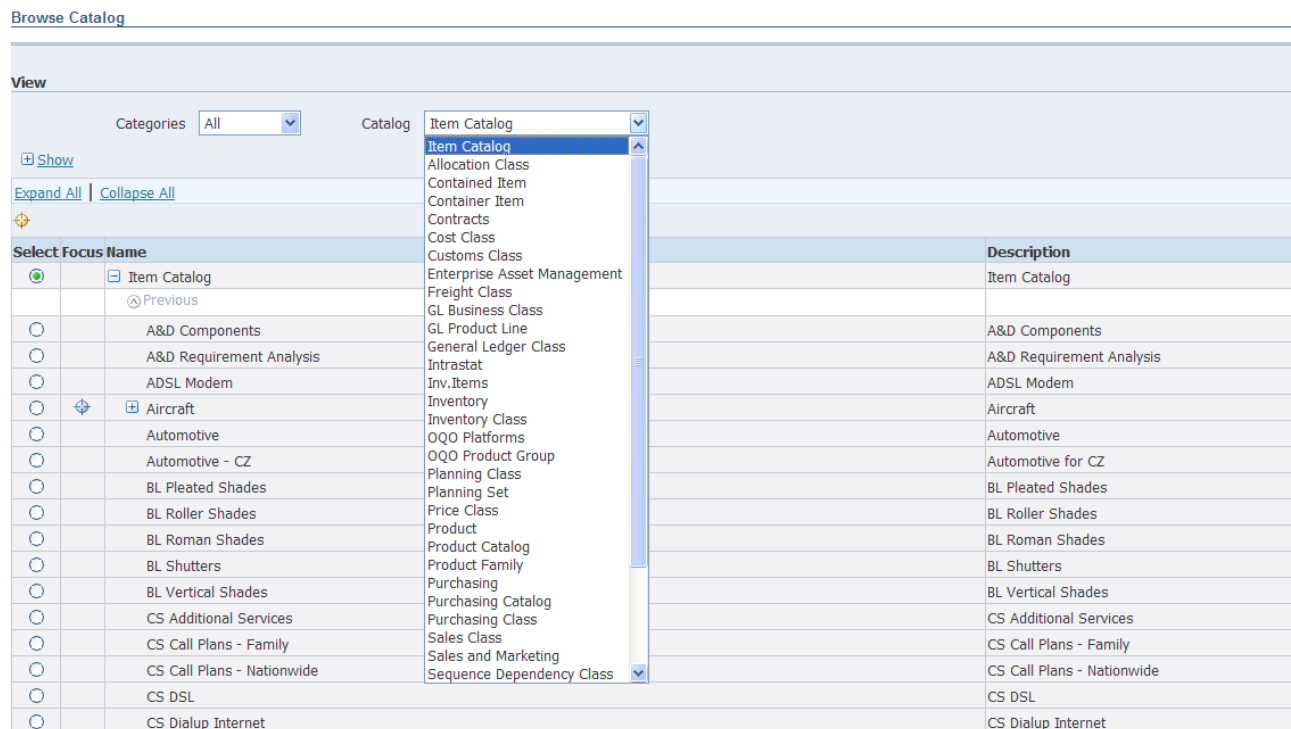 Browse Catalog
View
Categories All Catalog Item Catalog
Item Catalog
Allocation Class
Contained Item
Container Item
Contracts
Cost Class
Customs Class
Enterprise Asset Management
Freight Class
GL Business Class
GL Product Line
General Ledger Class
Intrastat
Inv.Items
Inventory
Inventory Class
OQO Platforms
OQO Product Group
Planning Class
Planning Set
Price Class
Product
Product Catalog
Product Family
Purchasing
Purchasing Catalog
Purchasing Class
Sales Class
Sales and Marketing
Sequence Dependency Class
Show
Expand All | Collapse All
Select Focus Name Description
Item Catalog Item Catalog
Previous
A&D Components A&D Components
A&D Requirement Analysis A&D Requirement Analysis
ADSL Modem ADSL Modem
Aircraft Aircraft
Automotive Automotive
Automotive - CZ Automotive for CZ
BL Pleated Shades BL Pleated Shades
BL Roller Shades BL Roller Shades
BL Roman Shades BL Roman Shades
BL Shutters BL Shutters
BL Vertical Shades BL Vertical Shades
CS Additional Services CS Additional Services
CS Call Plans - Family CS Call Plans - Family
CS Call Plans - Nationwide CS Call Plans - Nationwide
CS DSL CS DSL
CS Dialup Internet CS Dialup Internet